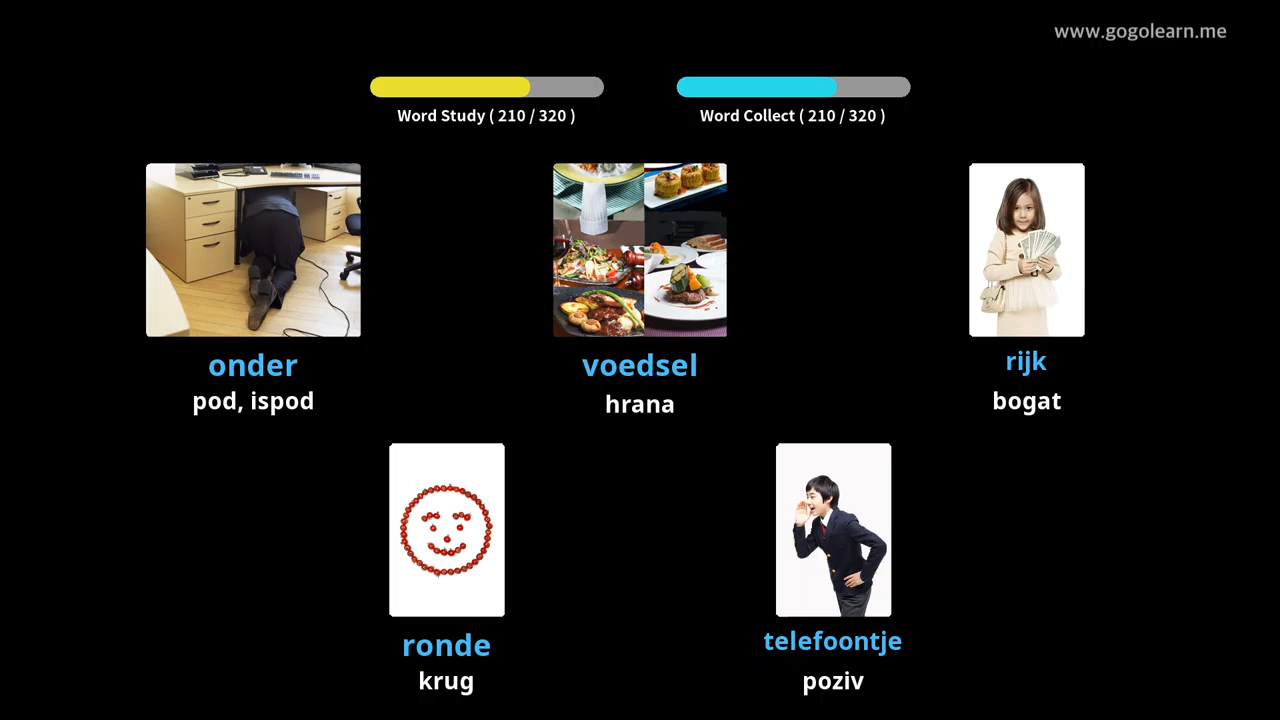 www.gogolearn.me
Word Study ( 210 / 320 )
Word Collect ( 210 / 320 )
onder
pod, ispod
voedsel
hrana
rijk
bogat
ronde
krug
telefoontje
poziv